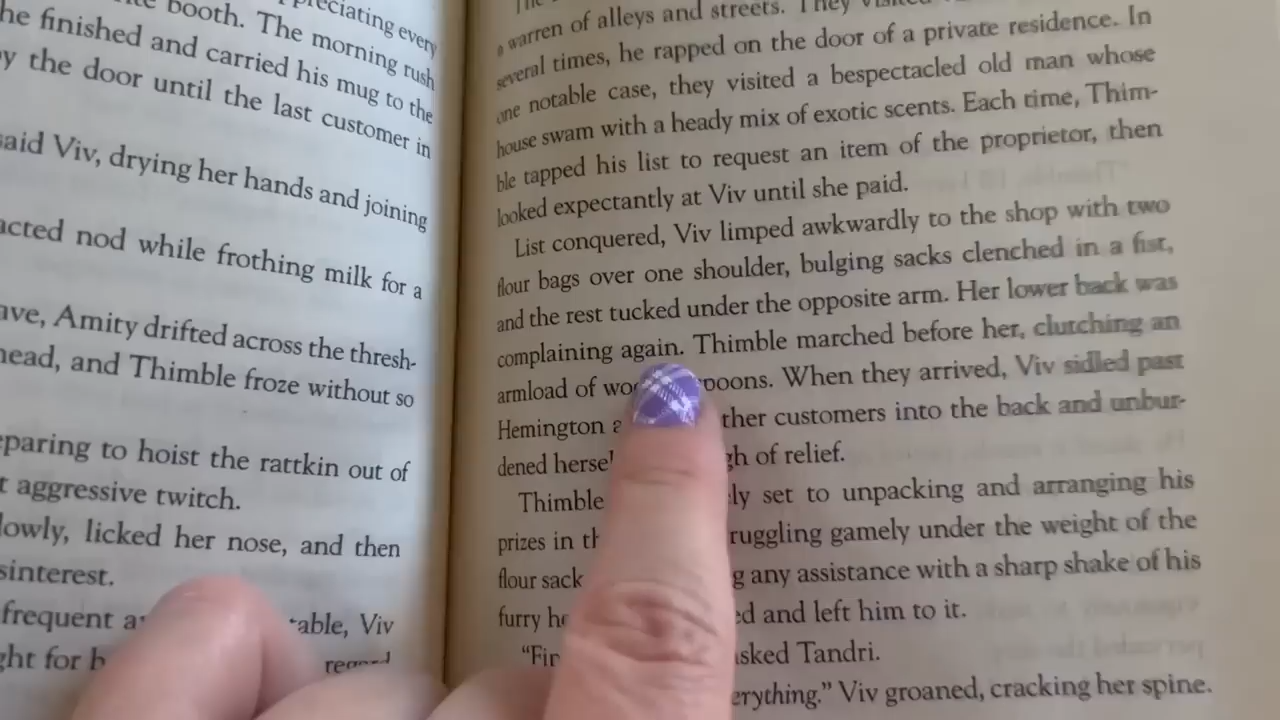 preciating every
booth. The morning rush
he finished and carried his mug to the
by the door until the last customer in
said Viv, drying her hands and joining
acted nod while frothing milk for a
ave, Amity drifted across the thresh-
head, and Thimble froze without so
eparing to hoist the rattkin out of
t aggressive twitch.
lowly, licked her nose, and then
sinterest.
frequent a table, Viv
ght for b
a warren of alleys and streets. They
several times, he rapped on the door of a private residence. In
one notable case, they visited a bespectacled old man whose
house swam with a heady mix of exotic scents. Each time, Thim-
ble tapped his list to request an item of the proprietor, then
looked expectantly at Viv until she paid.
List conquered, Viv limped awkwardly to the shop with two
flour bags over one shoulder, bulging sacks clenched in a fist,
and the rest tucked under the opposite arm. Her lower back was
complaining again. Thimble marched before her, clutching an
armload of poons. When they arrived, Viv sidled past
Hemington ther customers into the back and unbur-
dened hersel gh of relief.
Thimble ly set to unpacking and arranging his
prizes in th ruggling gamely under the weight of the
flour sack g any assistance with a sharp shake of his
furry he ed and left him to it.
“Fin asked Tandri.
erything.” Viv groaned, cracking her spine.